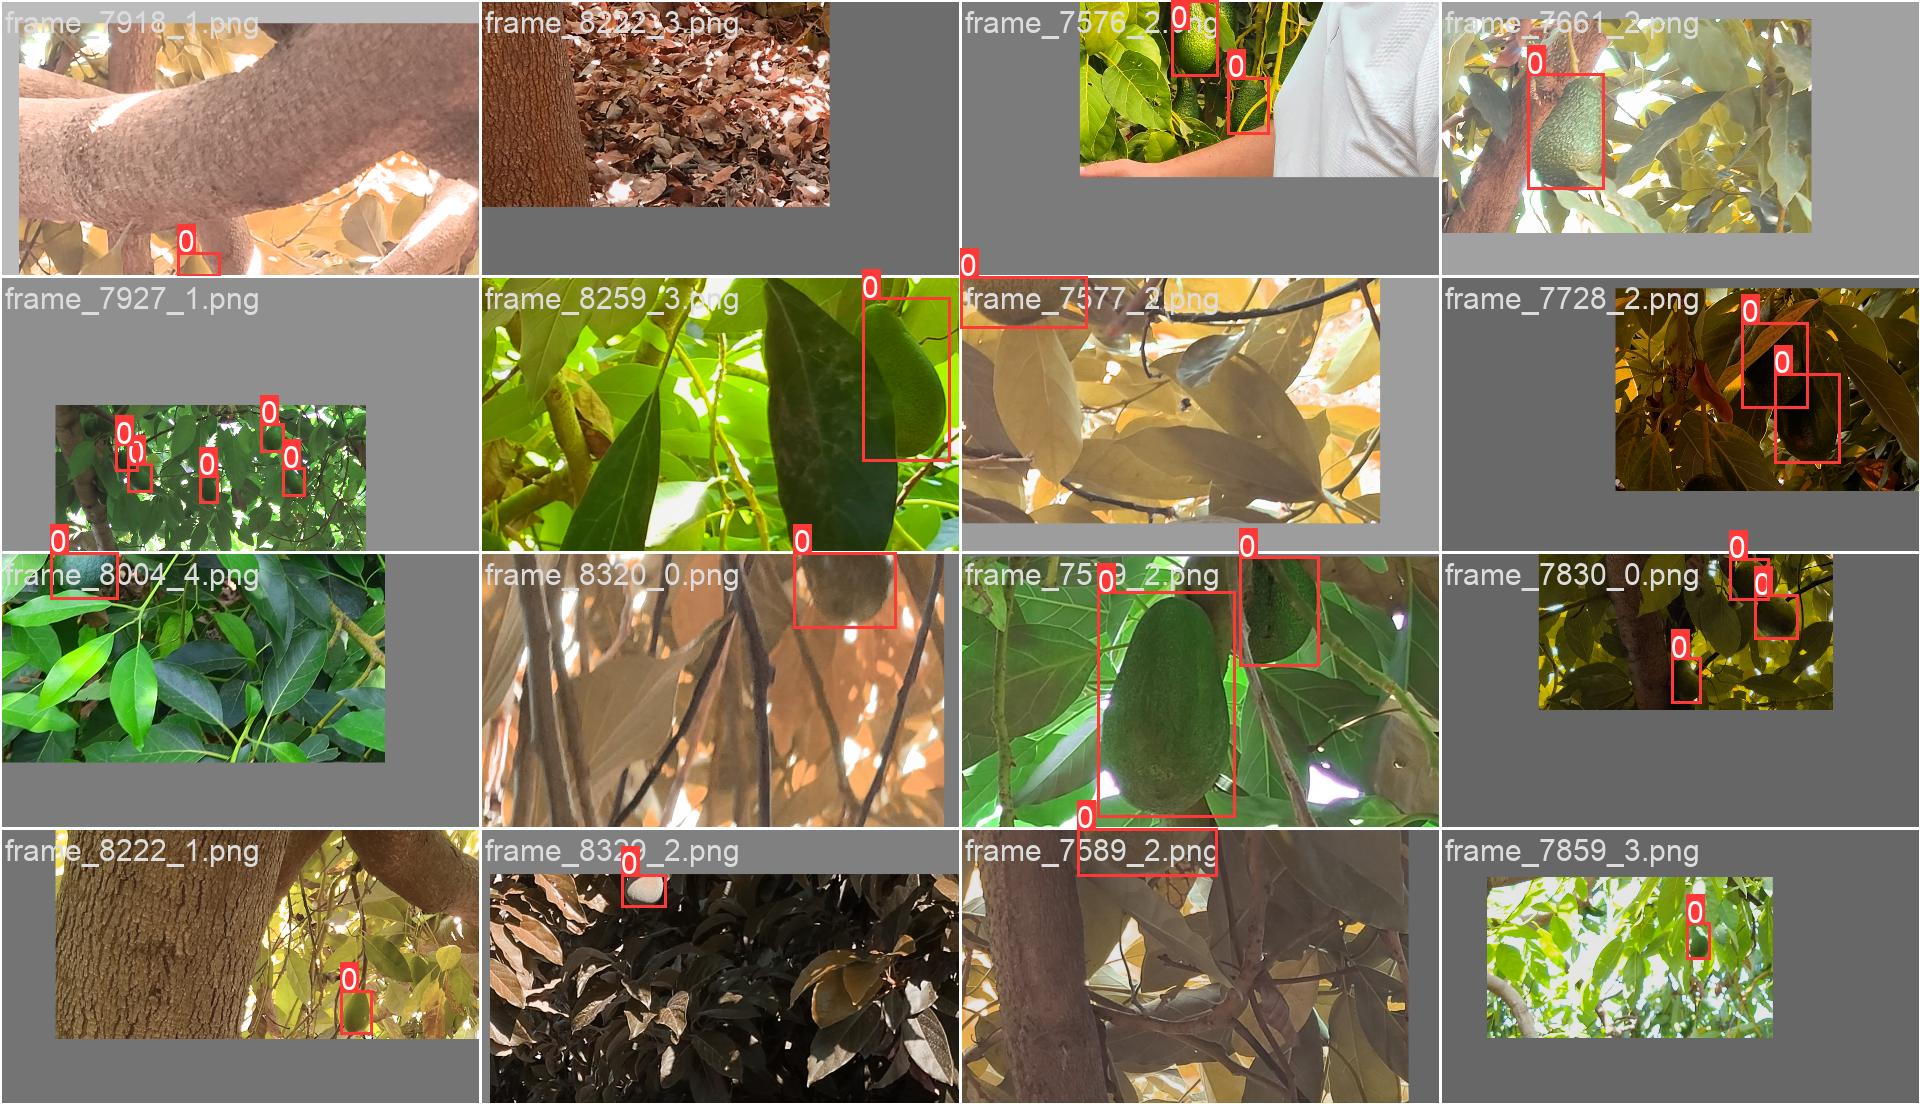 frame_7918_1.png
frame_8222_3.png
frame_7576_2.png
0
0
frame_7661_2.png
0
0
frame_7927_1.png
0
0
0
0
0
frame_8259_3.png
0
frame_7577_2.png
0
frame_7728_2.png
0
0
frame_8004_4.png
0
frame_8320_0.png
0
0
0
frame_7830_0.png
0
0
0
frame_8222_1.png
0
frame_8329_2.png
0
frame_7589_2.png
0
frame_7859_3.png
0